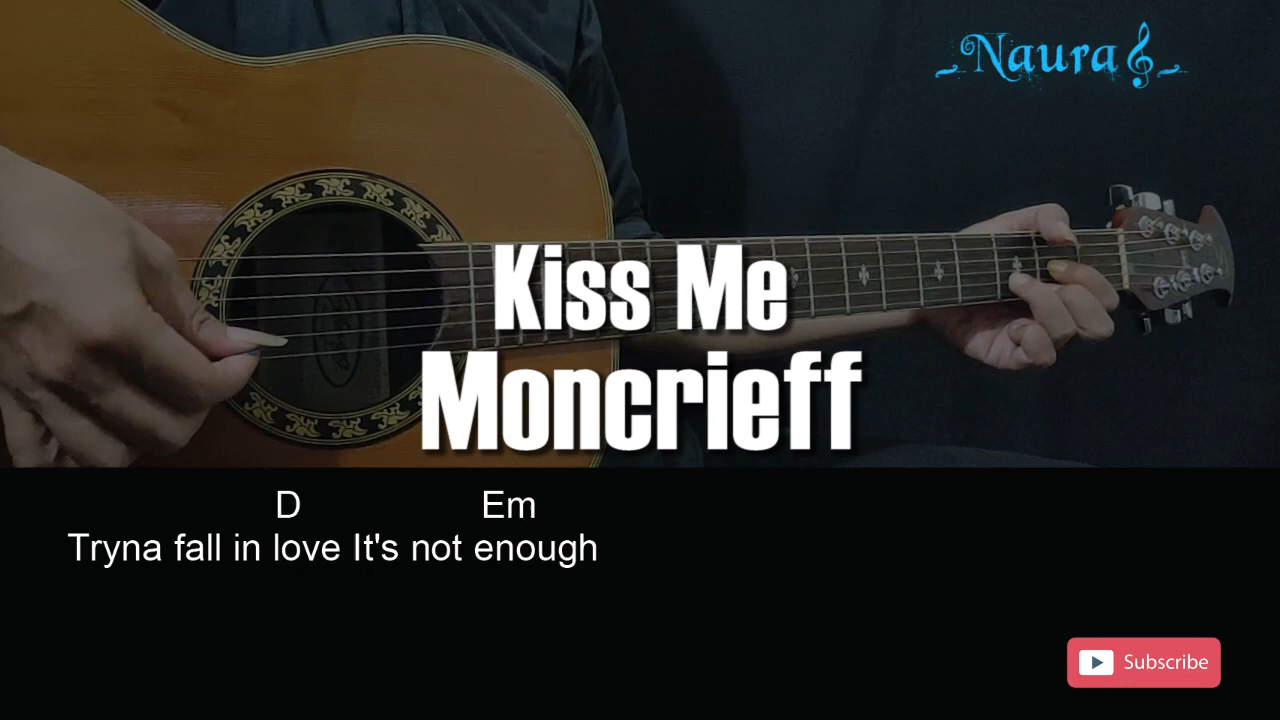 Naura
Kiss Me
Moncrieff
D Em
Tryna fall in love It's not enough
Subscribe